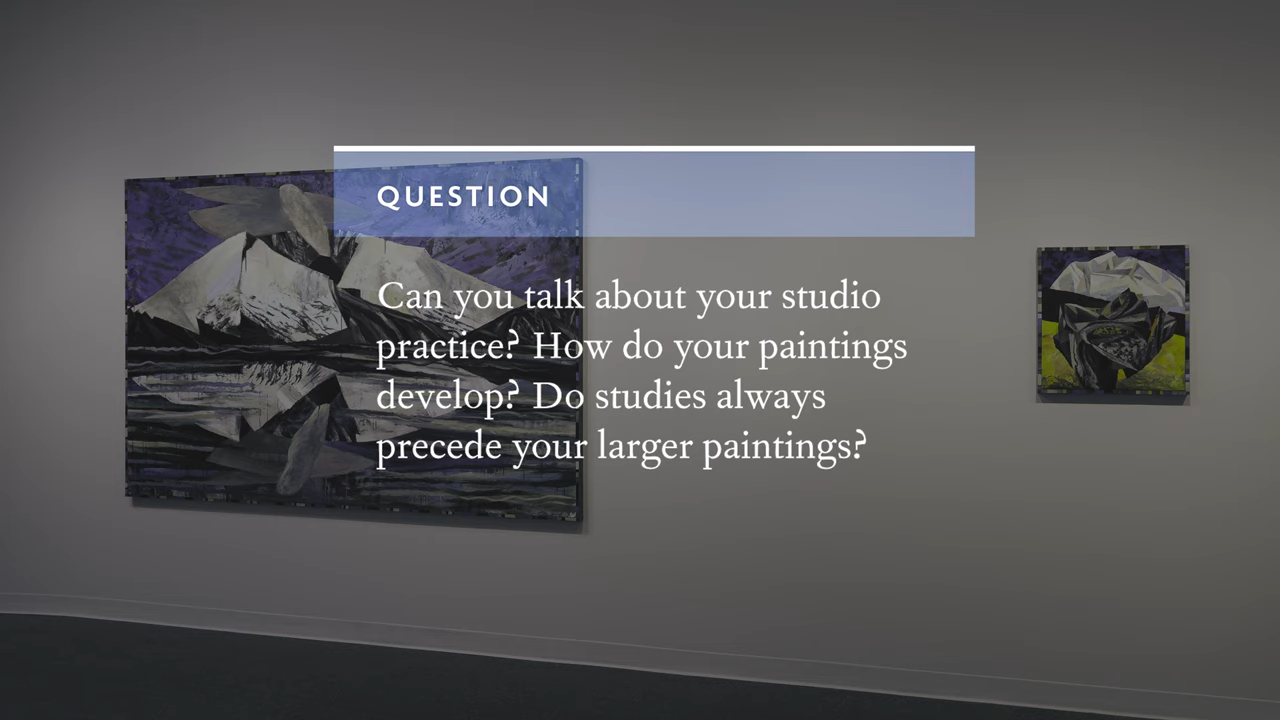 QUESTION
Can you talk about your studio
practice? How do your paintings
develop? Do studies always
precede your larger paintings?